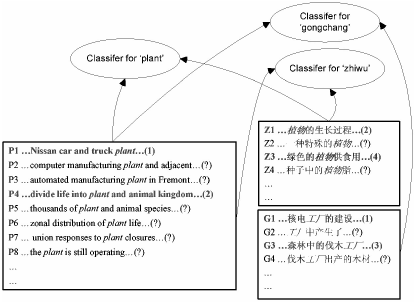 Classifer for
'gongchang'
Classifer for 'plant'
Classifer for 'zhiwu'
P1 …Nissan car and truck plant…(1)
P2 … computer manufacturing plant and adjacent…(?)
P3 …automated manufacturing plant in Fremont…(?)
P4 …divide life into plant and animal kingdom…(2)
P5 …thousands of plant and animal species…(?)
P6 … zonal distribution of plant life…(?)
P7 … union responses to plant closures…(?)
P8 …the plant is still operating…(?)
…
…
Z1 …植物的生长过程…(2)
Z2 … 一种特殊的植物…(?)
Z3 …绿色的植物供食用…(4)
Z4 …种子中的植物脂…(?)
…
…
G1 …核电工厂的建设…(1)
G2 …工厂中产生了…(?)
G3 …森林中的伐木工厂…(3)
G4 …伐木工厂出产的木材…(?)
…
…